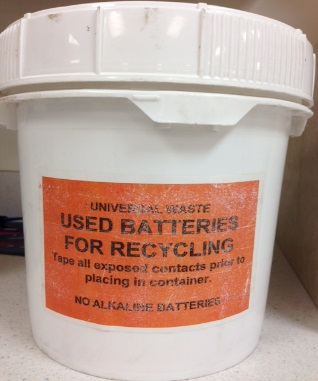 UNIVERSAL WASTE
USED BATTERIES
FOR RECYCLING
Tape all exposed contacts prior to
placing in container.
NO ALKALINE BATTERIES